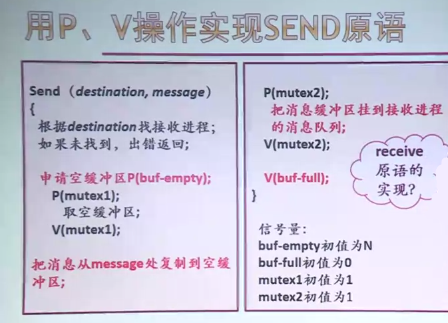 用P、V操作实现SEND原语
Send（destination, message）
{
根据destination找接收进程；
如果未找到，出错返回；
申请空缓冲区P(buf-empty);
P(mutex1);
取空缓冲区；
V(mutex1);
把消息从message处复制到空缓
冲区；
P(mutex2);
把消息缓冲区挂到接收进程
的消息队列;
V(mutex2);
V(buf-full);
}
receive
原语的
实现？
信号量：
buf-empty初值为N
buf-full初值为0
mutex1初值为1
mutex2初值为1